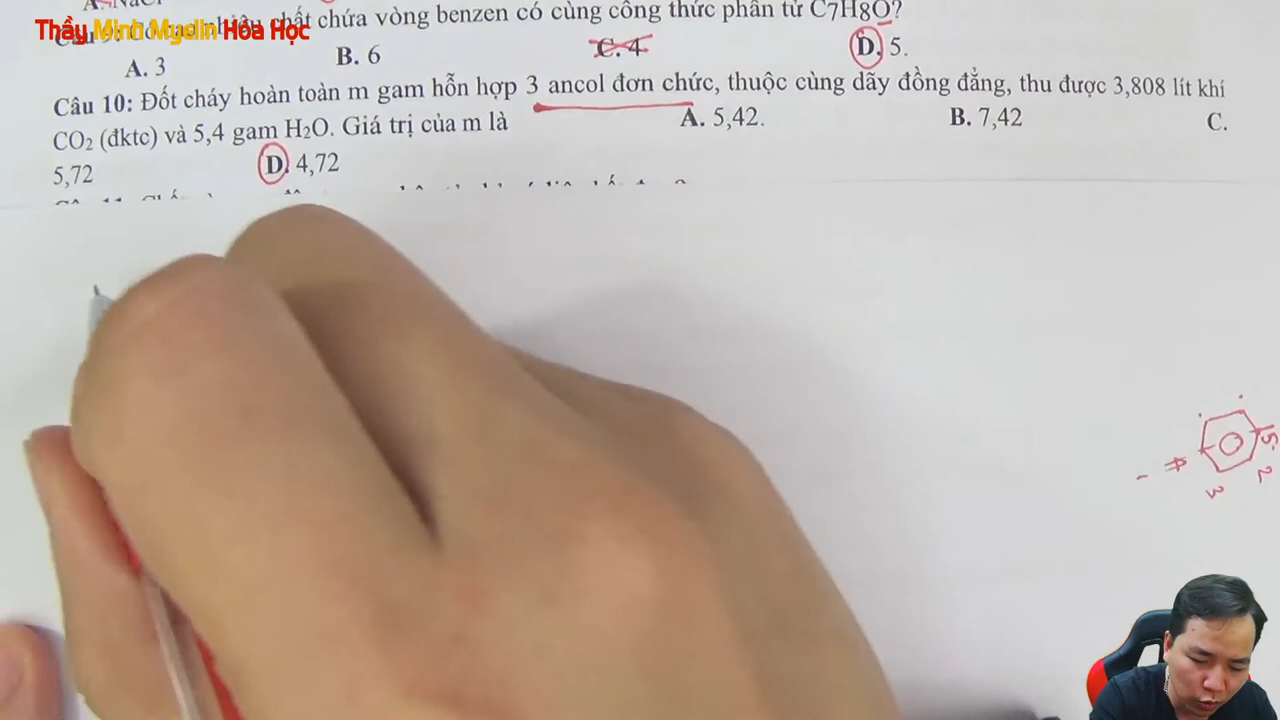 Thầy Minh Myelin Hóa Học
chất chứa vòng benzen có cùng công thức phân tử C7H8O?
A. 3 B. 6 C. 4 D. 5.
Câu 10: Đốt cháy hoàn toàn m gam hỗn hợp 3 ancol đơn chức, thuộc cùng dãy đồng đẳng, thu được 3,808 lít khí
CO₂ (đktc) và 5,4 gam H₂O. Giá trị của m là A. 5,42. B. 7,42 C.
5,72 D. 4,72